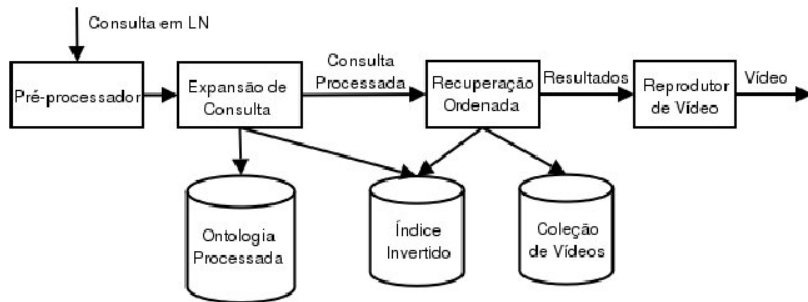 Consulta em LN
Pré-processador
Expansão de
Consulta
Consulta
Processada
Recuperação
Ordenada
Resultados
Reprodutor
de Vídeo
Vídeo
Ontologia
Processada
Índice
Invertido
Coleção
de Vídeos